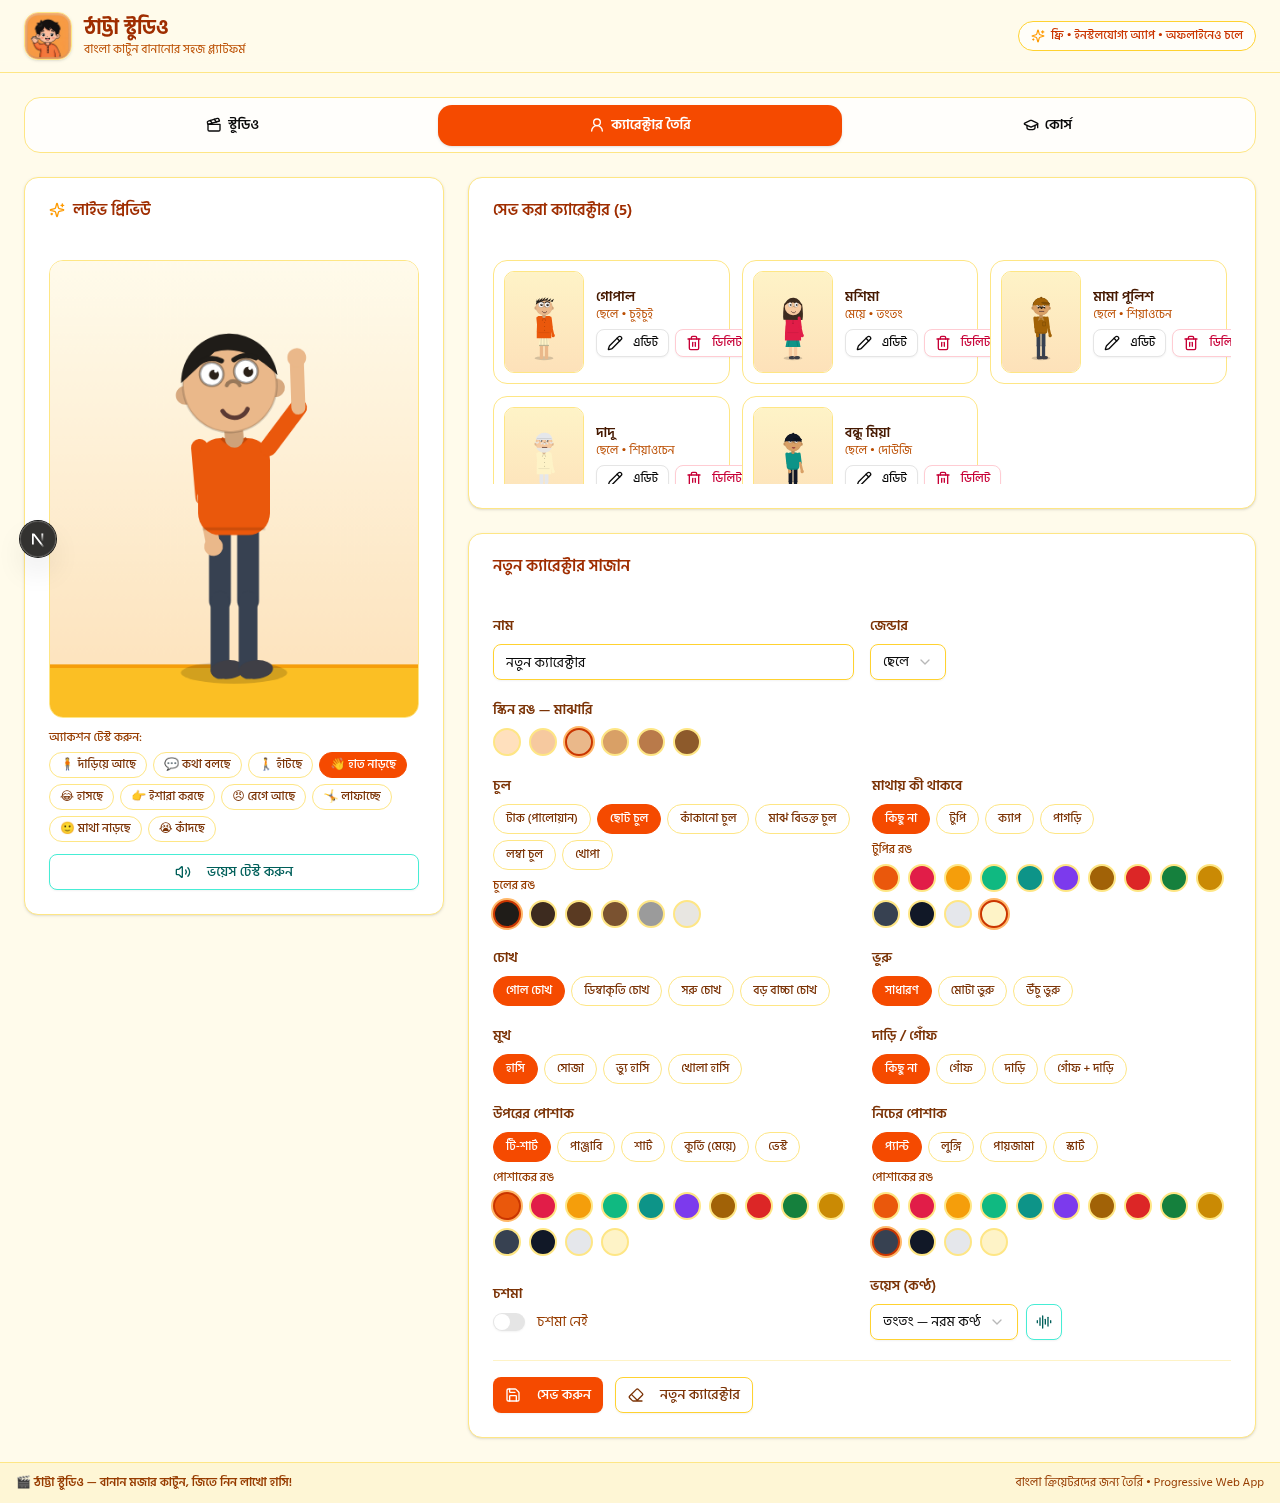 ঠাট্টা স্টুডিও
বাংলা কার্টুন বানানোর সহজ প্ল্যাটফর্ম
ফ্রি • ইনস্টলযোগ্য অ্যাপ • অফলাইনেও চলে
স্টুডিও
ক্যারেক্টার তৈরি
কোর্স
লাইভ প্রিভিউ
অ্যাকশন টেস্ট করুন:
🧍 দাঁড়িয়ে আছে
💬 কথা বলছে
🚶 হাঁটছে
👋 হাত নাড়ছে
😂 হাসছে
👉 ইশারা করছে
😠 রেগে আছে
🤸 লাফাচ্ছে
🙂 মাথা নাড়ছে
😭 কাঁদছে
ভয়েস টেস্ট করুন
সেভ করা ক্যারেক্টার (5)
গোপাল
ছেলে • চুইচুই
এডিট
ডিলিট
মশিমা
মেয়ে • তংতং
এডিট
ডিলিট
মামা পুলিশ
ছেলে • শিয়াওচেন
এডিট
ডিলি
দাদু
ছেলে • শিয়াওচেন
এডিট
ডিলিট
বন্ধু মিয়া
ছেলে • দোউজি
এডিট
ডিলিট
নতুন ক্যারেক্টার সাজান
নাম
নতুন ক্যারেক্টার
জেন্ডার
ছেলে
স্কিন রঙ — মাঝারি
চুল
টাক (পালোয়ান)
ছোট চুল
কাঁকানো চুল
মাঝ বিভক্ত চুল
লম্বা চুল
খোপা
চুলের রঙ
মাথায় কী থাকবে
কিছু না
টুপি
ক্যাপ
পাগড়ি
টুপির রঙ
চোখ
গোল চোখ
ডিম্বাকৃতি চোখ
সরু চোখ
বড় বাচ্চা চোখ
ভুরু
সাধারণ
মোটা ভুরু
উঁচু ভুরু
মুখ
হাসি
সোজা
ভ্যু হাসি
খোলা হাসি
দাড়ি / গোঁফ
কিছু না
গোঁফ
দাড়ি
গোঁফ + দাড়ি
উপরের পোশাক
টি-শার্ট
পাঞ্জাবি
শার্ট
কুর্তি (মেয়ে)
ভেস্ট
পোশাকের রঙ
নিচের পোশাক
প্যান্ট
লুঙ্গি
পায়জামা
স্কার্ট
পোশাকের রঙ
চশমা
চশমা নেই
ভয়েস (কণ্ঠ)
তংতং — নরম কণ্ঠ
সেভ করুন
নতুন ক্যারেক্টার
🎬 ঠাট্টা স্টুডিও — বানান মজার কার্টুন, জিতে নিন লাখো হাসি!
বাংলা ক্রিয়েটরদের জন্য তৈরি • Progressive Web App